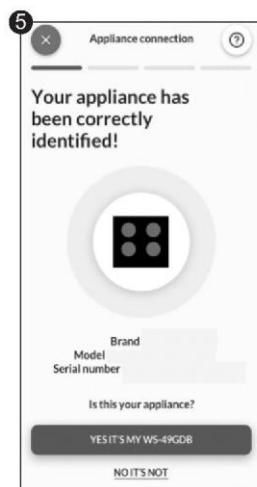 5
Appliance connection
?
Your appliance has
been correctly
identified!
Brand
Model
Serial number
Is this your appliance?
YES IT'S MY WS-49GDB
NO IT'S NOT